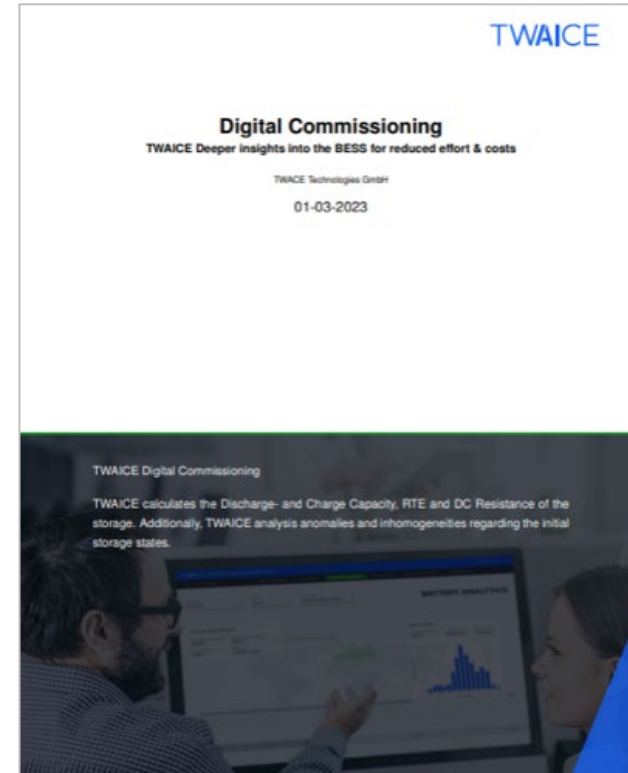 TWAICE
Digital Commissioning
TWAICE Deeper insights into the BESS for reduced effort & costs
TWAICE Technologies GmbH
01-03-2023
TWAICE Digital Commissioning
TWAICE calculates the Discharge- and Charge Capacity, RTE and DC Resistance of the
storage. Additionally, TWAICE analysis anomalies and inhomogeneities regarding the initial
storage states.
BATTERY ANALYTICS